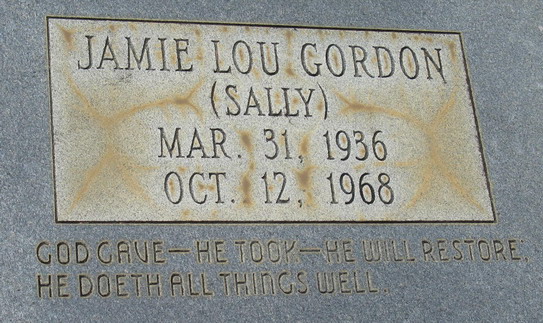 JAMIE LOU GORDON
(SALLY)
MAR. 31, 1936
OCT. 12, 1968
GOD GAVE—HE TOOK—HE WILL RESTORE;
HE DOETH ALL THINGS WELL.